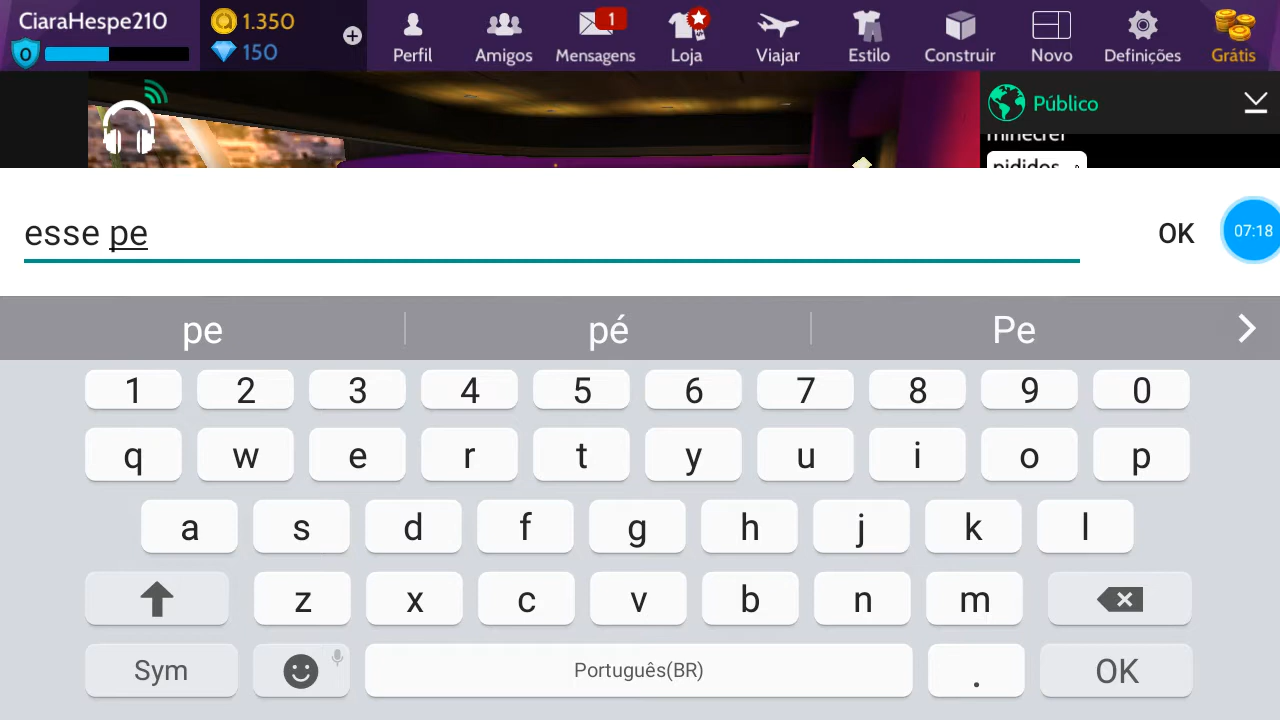 CiaraHespe210
0
1.350
150
Perfil
Amigos
1
Mensagens
Loja
Viajar
Estilo
Construir
Novo
Definições
Grátis
Público
minecrer
pididos
esse pe
OK
07:18
pe
pé
Pe
1 2 3 4 5 6 7 8 9 0
q w e r t y u i o p
a s d f g h j k l
z x c v b n m
Sym
Português(BR)
.
OK